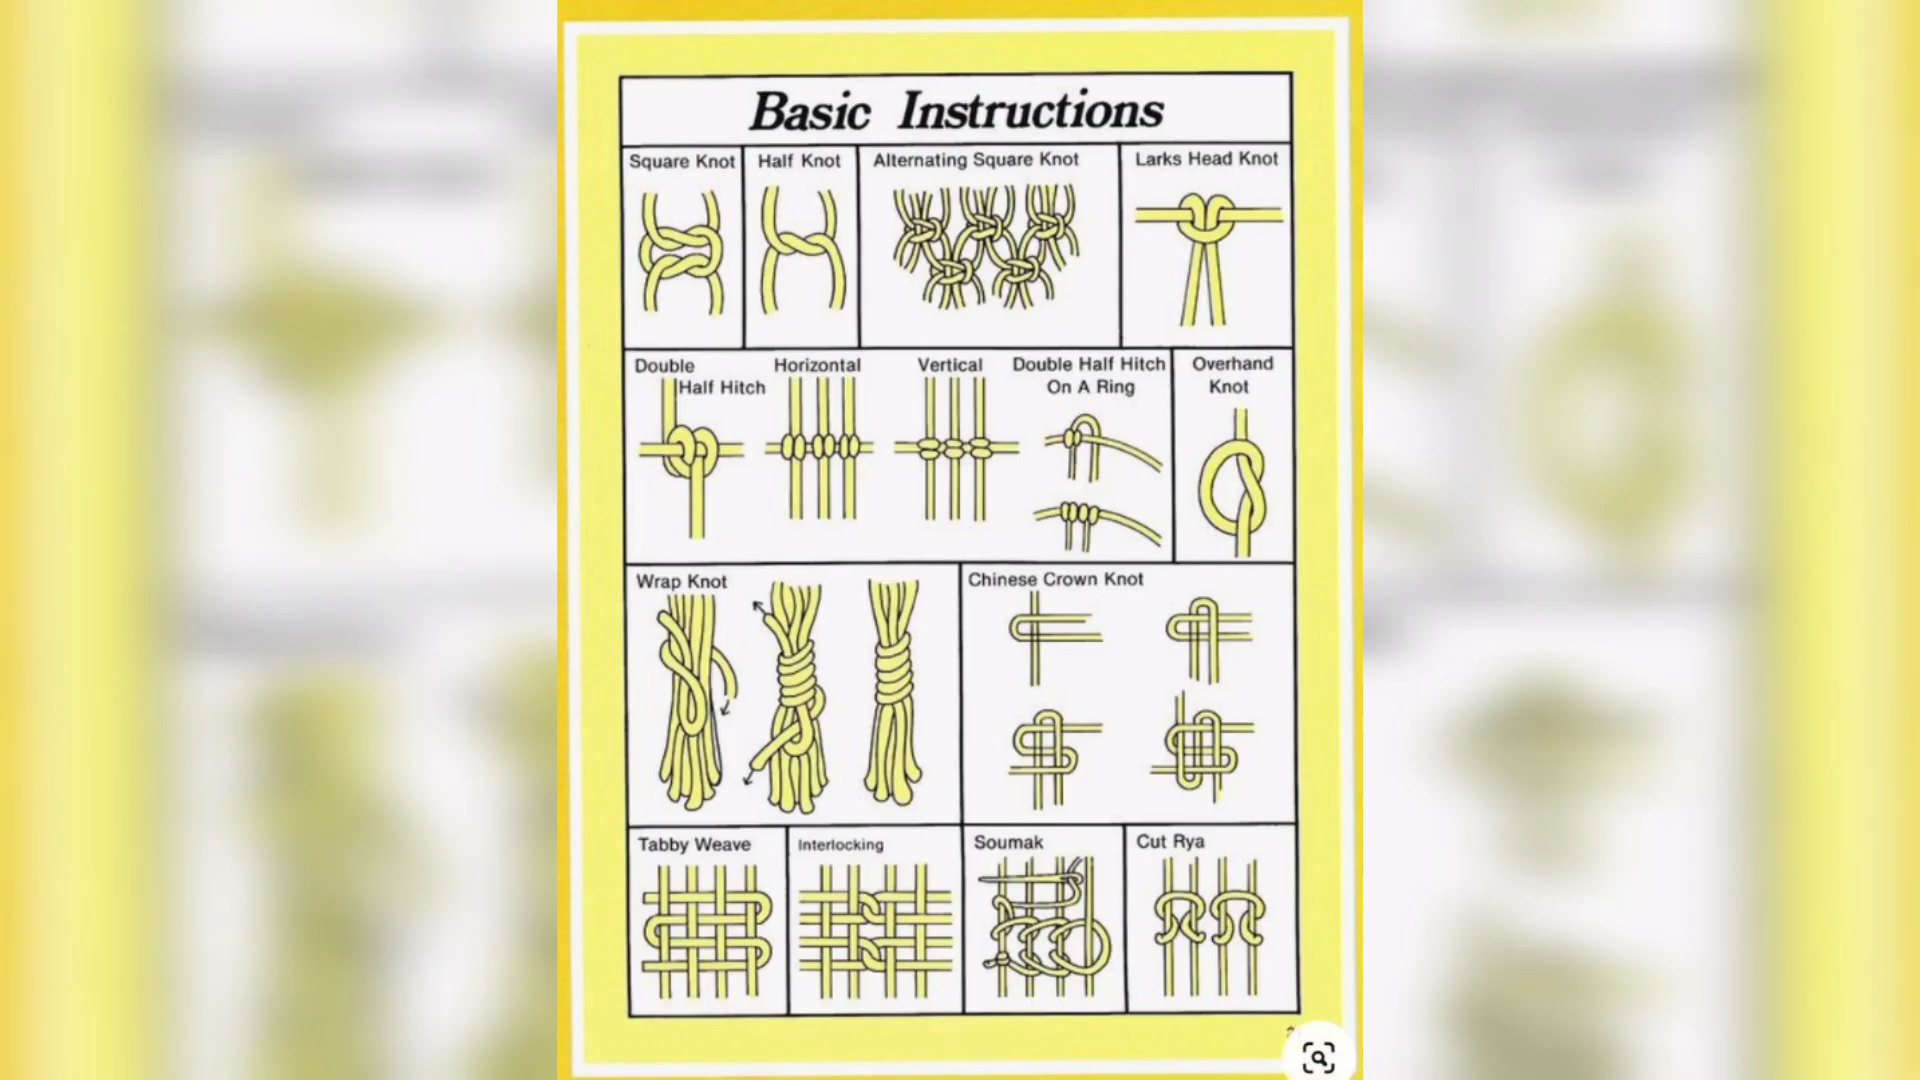 Basic Instructions
Square Knot
Half Knot
Alternating Square Knot
Larks Head Knot
Double
Half Hitch
Horizontal
Vertical
Double Half Hitch
On A Ring
Overhand
Knot
Wrap Knot
Chinese Crown Knot
Tabby Weave
Interlocking
Soumak
Cut Rya